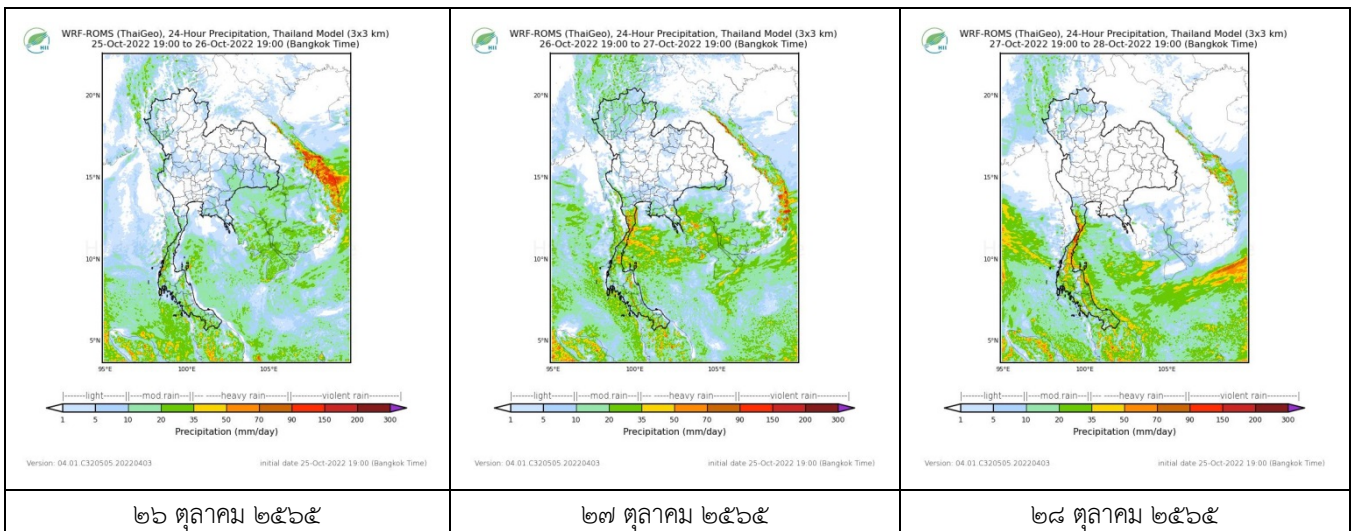 WRF-ROMS (ThaiGeo), 24-Hour Precipitation, Thailand Model (3x3 km)
25-Oct-2022 19:00 to 26-Oct-2022 19:00 (Bangkok Time)
HII
20°N
15°N
10°N
5°N
95°E 100°E 105°E
|------light-----||---mod rain---||--- ---heavy rain-----||------violent rain------|
1 5 10 20 35 50 70 90 150 200 300
Precipitation (mm/day)
Version: 04.01.C320505.20220403 initial date 25-Oct-2022 19:00 (Bangkok Time)
๒๖ ตุลาคม ๒๕๖๕
WRF-ROMS (ThaiGeo), 24-Hour Precipitation, Thailand Model (3x3 km)
26-Oct-2022 19:00 to 27-Oct-2022 19:00 (Bangkok Time)
HII
20°N
15°N
10°N
5°N
95°E 100°E 105°E
|------light-----||---mod rain---||--- ---heavy rain-----||------violent rain------|
1 5 10 20 35 50 70 90 150 200 300
Precipitation (mm/day)
Version: 04.01.C320505.20220403 initial date 25-Oct-2022 19:00 (Bangkok Time)
๒๗ ตุลาคม ๒๕๖๕
WRF-ROMS (ThaiGeo), 24-Hour Precipitation, Thailand Model (3x3 km)
27-Oct-2022 19:00 to 28-Oct-2022 19:00 (Bangkok Time)
HII
20°N
15°N
10°N
5°N
95°E 100°E 105°E
|------light-----||---mod rain---||--- ---heavy rain-----||------violent rain------|
1 5 10 20 35 50 70 90 150 200 300
Precipitation (mm/day)
Version: 04.01.C320505.20220403 initial date 25-Oct-2022 19:00 (Bangkok Time)
๒๘ ตุลาคม ๒๕๖๕